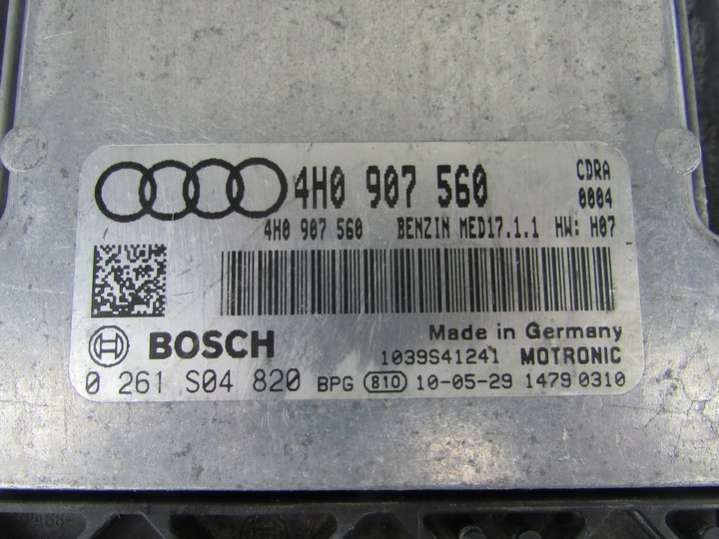 4H0 907 560 CDRA
0004
4H0 907 560 BENZIN MED17.1.1 HW: H07
BOSCH Made in Germany
1039S41241 MOTRONIC
0 261 S04 820 BPG 810 10-05-29 1479 0310